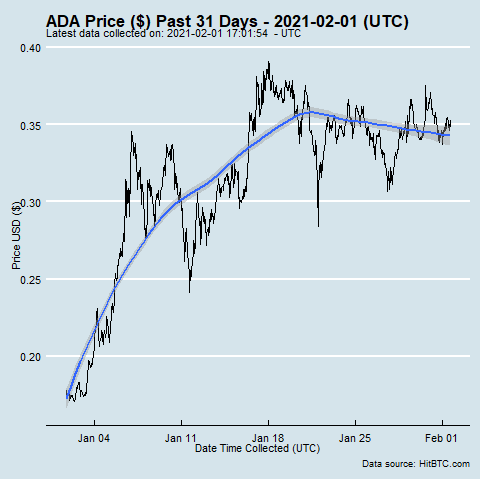 ADA Price ($) Past 31 Days - 2021-02-01 (UTC)
Latest data collected on: 2021-02-01 17:01:54  - UTC
0.40
0.35
0.30
0.25
0.20
Price USD ($)
Jan 04
Jan 11
Jan 18
Jan 25
Feb 01
Date Time Collected (UTC)
Data source: HitBTC.com